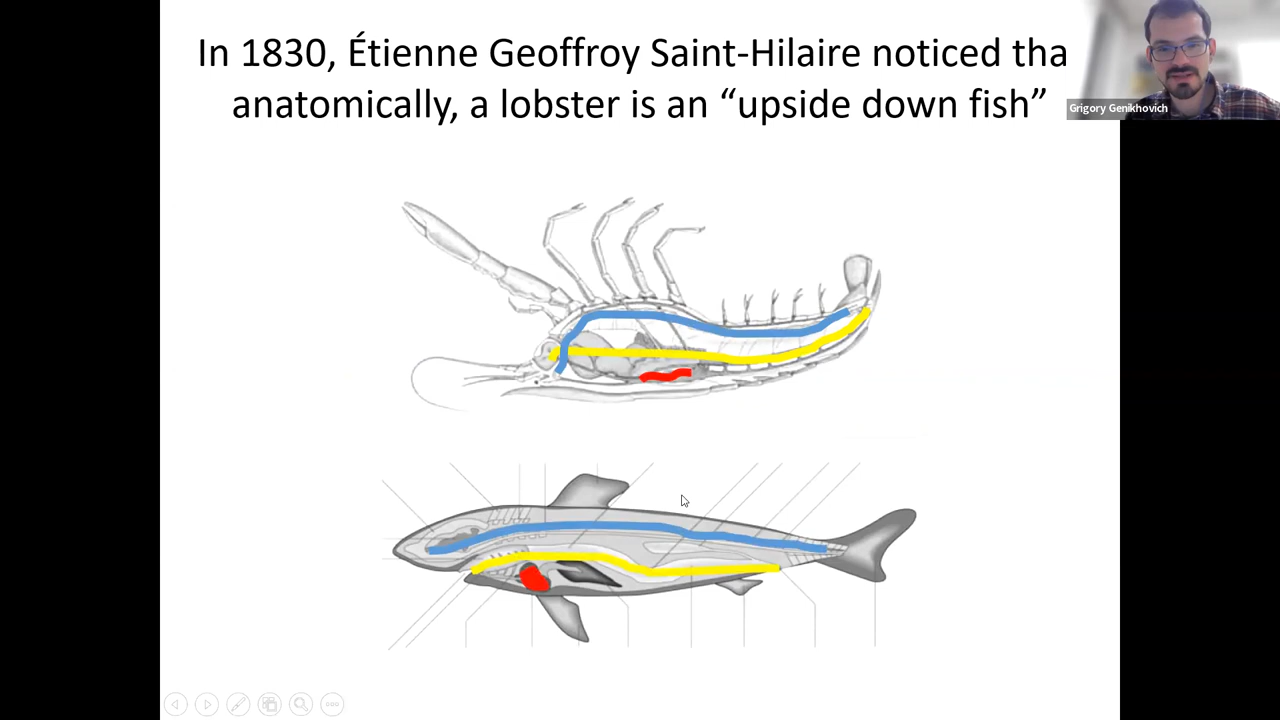 In 1830, Étienne Geoffroy Saint-Hilaire noticed tha
anatomically, a lobster is an “upside down fish”
Grigory Genikhovich